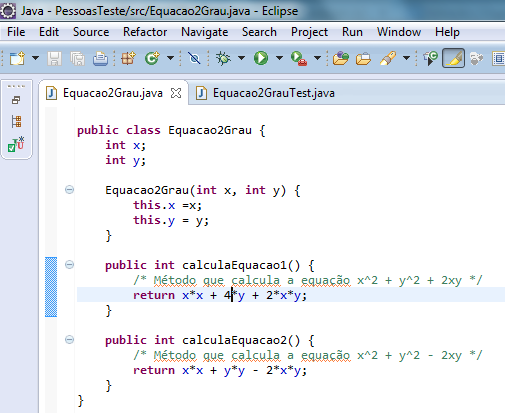 Java - PessoasTeste/src/Equacao2Grau.java - Eclipse
File Edit Source Refactor Navigate Search Project Run Window Help
Equacao2Grau.java Equacao2GrauTest.java
public class Equacao2Grau {
int x;
int y;
Equacao2Grau(int x, int y) {
this.x =x;
this.y = y;
}
public int calculaEquacao1() {
/* Método que calcula a equação x^2 + y^2 + 2xy */
return x*x + 4*y + 2*x*y;
}
public int calculaEquacao2() {
/* Método que calcula a equação x^2 + y^2 - 2xy */
return x*x + y*y - 2*x*y;
}
}